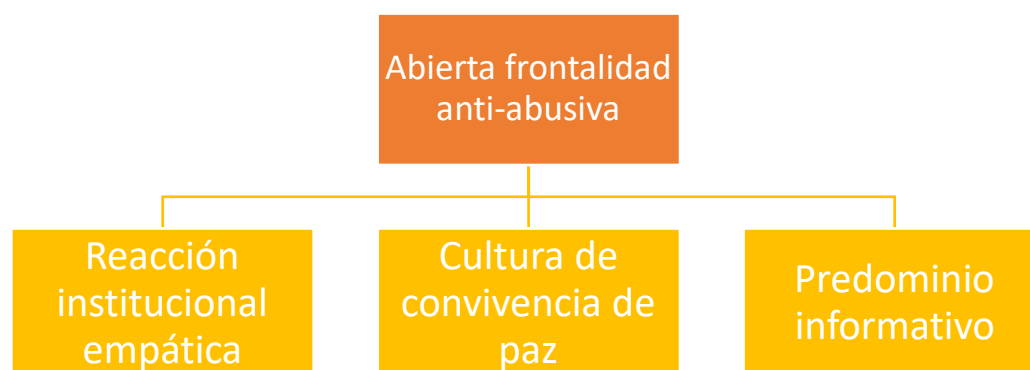 Abierta frontalidad
anti-abusiva
Reacción
institucional
empática
Cultura de
convivencia de
paz
Predominio
informativo